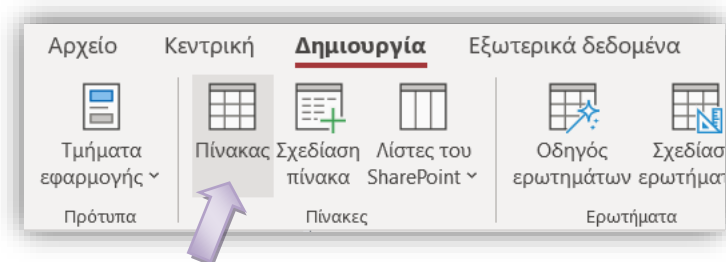 Αρχείο Κεντρική Δημιουργία Εξωτερικά δεδομένα
Τμήματα εφαρμογής
Πίνακας
Σχεδίαση πίνακα
Λίστες του SharePoint
Οδηγός ερωτημάτων
Σχεδίασ ερωτήματ
Πρότυπα Πίνακες Ερωτήματα